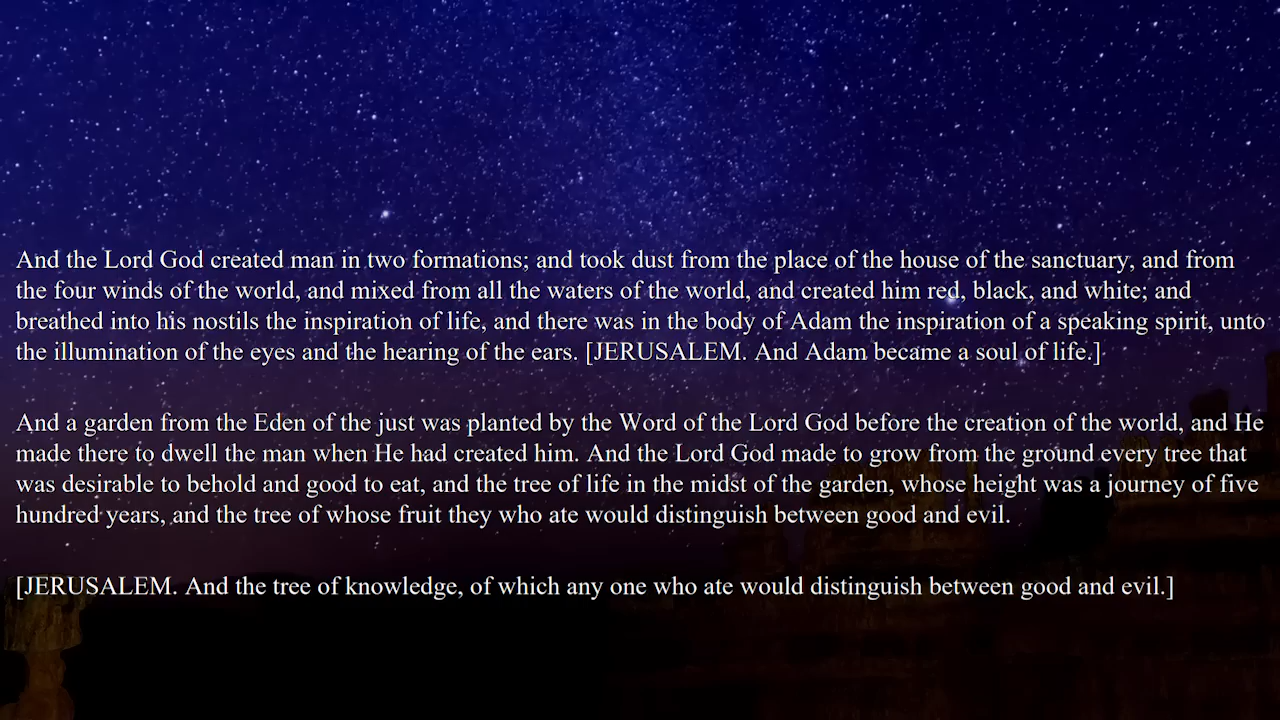 And the Lord God created man in two formations; and took dust from the place of the house of the sanctuary, and from
the four winds of the world, and mixed from all the waters of the world, and created him red, black, and white; and
breathed into his nostils the inspiration of life, and there was in the body of Adam the inspiration of a speaking spirit, unto
the illumination of the eyes and the hearing of the ears. [JERUSALEM. And Adam became a soul of life.]
And a garden from the Eden of the just was planted by the Word of the Lord God before the creation of the world, and He
made there to dwell the man when He had created him. And the Lord God made to grow from the ground every tree that
was desirable to behold and good to eat, and the tree of life in the midst of the garden, whose height was a journey of five
hundred years, and the tree of whose fruit they who ate would distinguish between good and evil.
[JERUSALEM. And the tree of knowledge, of which any one who ate would distinguish between good and evil.]